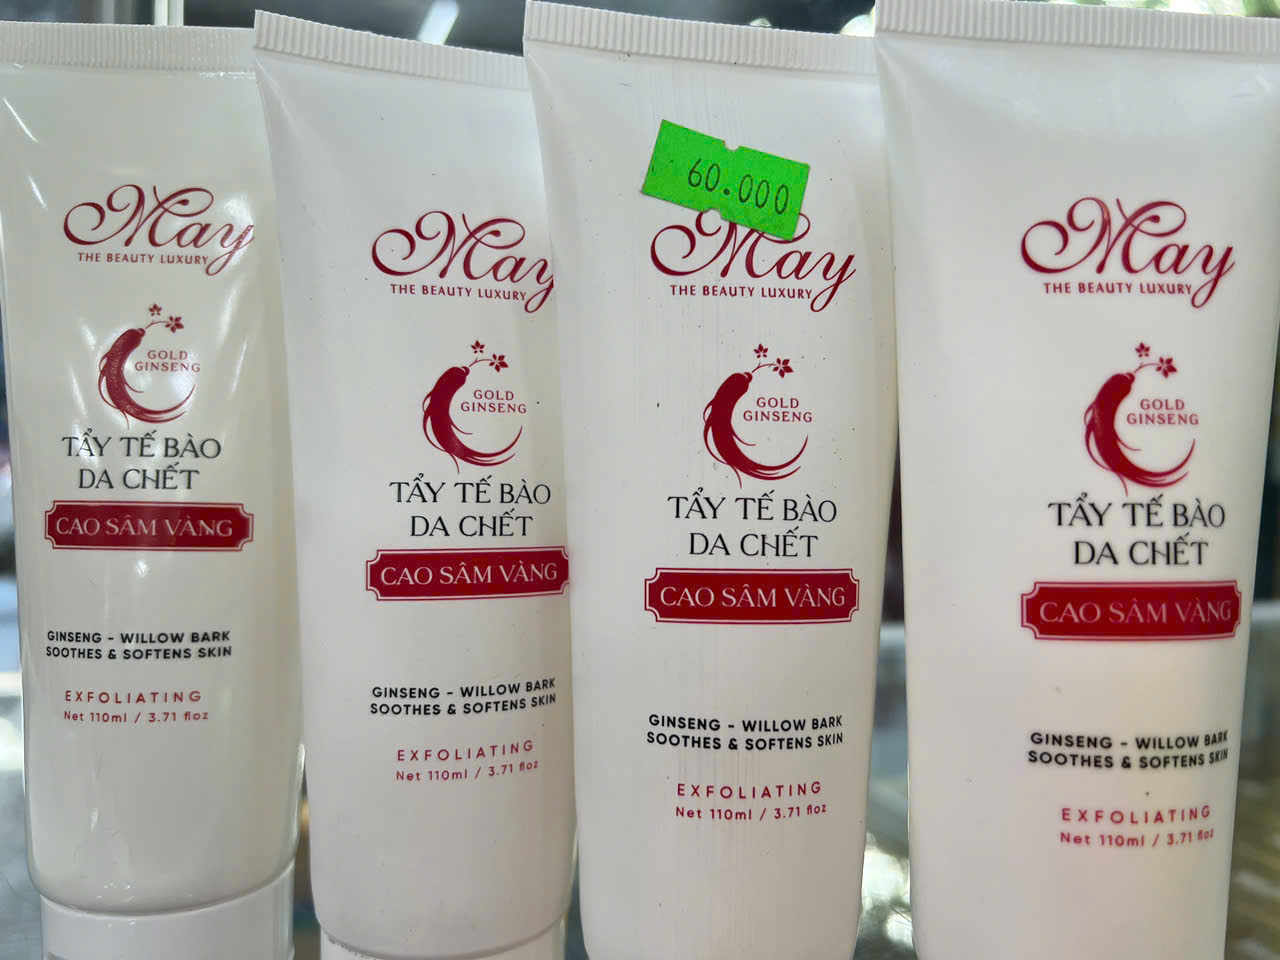 May
THE BEAUTY LUXURY
GOLD
GINSENG
TẨY TẾ BÀO
DA CHẾT
CAO SÂM VÀNG
GINSENG - WILLOW BARK
SOOTHES & SOFTENS SKIN
EXFOLIATING
Net 110ml / 3.71 floz
May
THE BEAUTY LUXURY
GOLD
GINSENG
TẨY TẾ BÀO
DA CHẾT
CAO SÂM VÀNG
GINSENG - WILLOW BARK
SOOTHES & SOFTENS SKIN
EXFOLIATING
Net 110ml / 3.71 floz
60.000
May
THE BEAUTY LUXURY
GOLD
GINSENG
TẨY TẾ BÀO
DA CHẾT
CAO SÂM VÀNG
GINSENG - WILLOW BARK
SOOTHES & SOFTENS SKIN
EXFOLIATING
Net 110ml / 3.71 floz
May
THE BEAUTY LUXURY
GOLD
GINSENG
TẨY TẾ BÀO
DA CHẾT
CAO SÂM VÀNG
GINSENG - WILLOW BARK
SOOTHES & SOFTENS SKIN
EXFOLIATING
Net 110ml / 3.71 floz